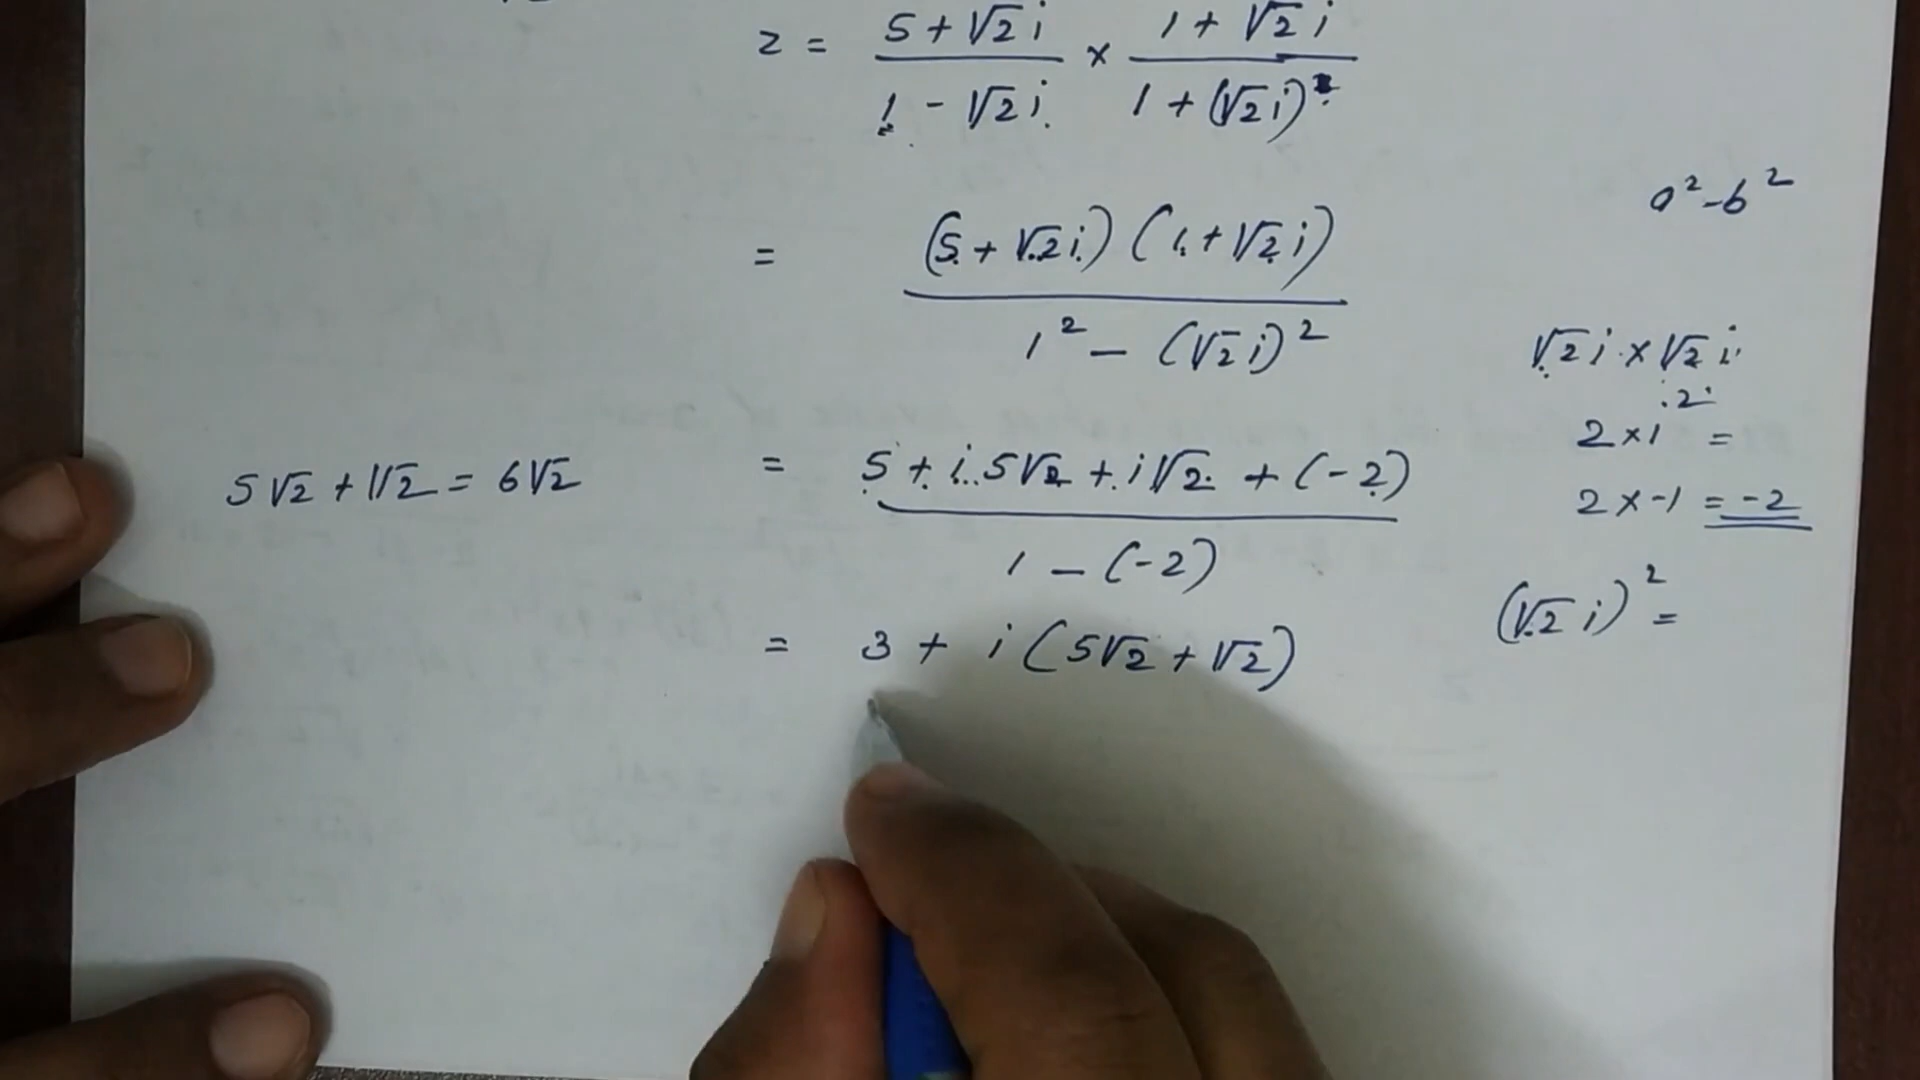 z = (5 + √2 i)/(1 - √2 i) × (1 + √2 i)/(1 + (√2 i))
a² - b²
= (5 + √2 i) (1 + √2 i)/(1² - (√2 i)²)
√2 i × √2 i
i²
2 × i =
5√2 + 1√2 = 6√2
= (5 + i 5√2 + i√2 + (-2))/(1 - (-2))
2 × -1 = -2
(√2 i)² =
= 3 + i (5√2 + √2)